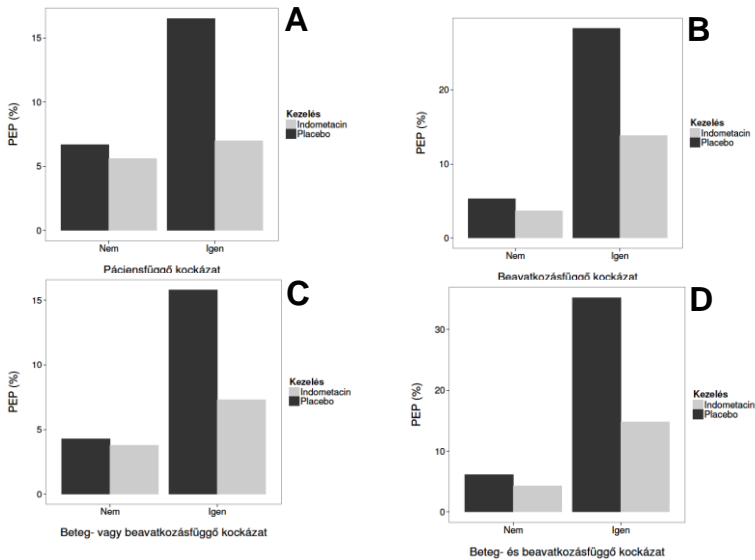 A
15
10
5
0
PEP (%)
Kezelés
Indometacin
Placebo
Nem
Igen
Páciensfüggő kockázat
B
20
10
0
PEP (%)
Kezelés
Indometacin
Placebo
Nem
Igen
Beavatkozásfüggő kockázat
C
15
10
5
0
PEP (%)
Kezelés
Indometacin
Placebo
Nem
Igen
Beteg- vagy beavatkozásfüggő kockázat
D
30
20
10
0
PEP (%)
Kezelés
Indometacin
Placebo
Nem
Igen
Beteg- és beavatkozásfüggő kockázat